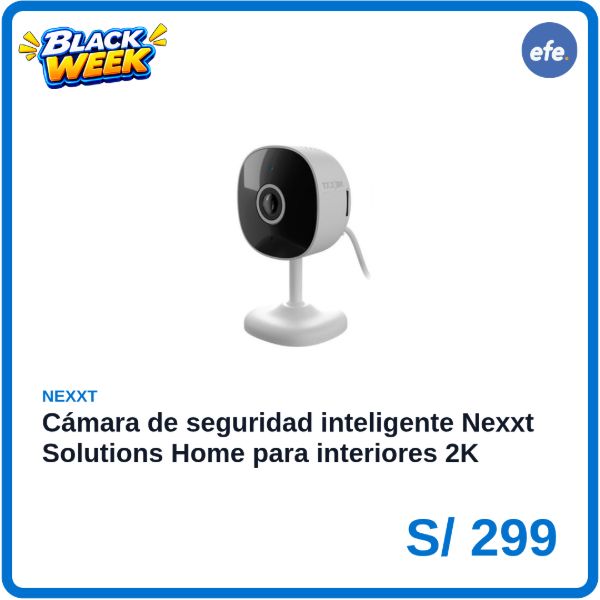 BLACK
WEEK
efe.
NEXXT
Cámara de seguridad inteligente Nexxt
Solutions Home para interiores 2K
S/ 299